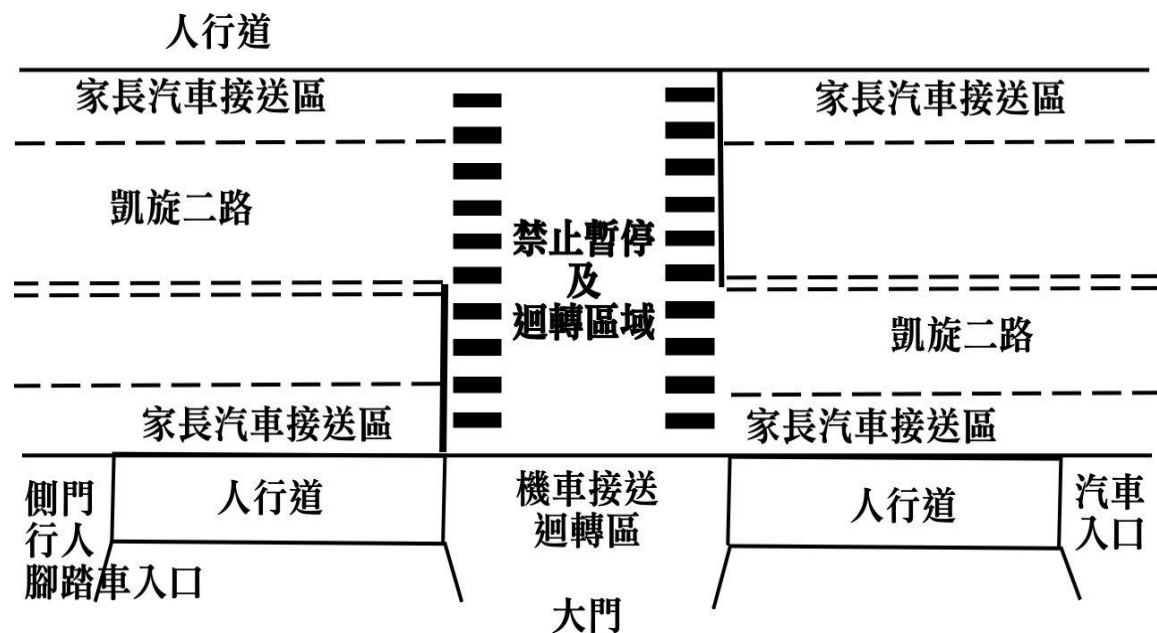 人行道
家長汽車接送區
家長汽車接送區
凱旋二路
禁止暫停
及
迴轉區域
凱旋二路
家長汽車接送區
家長汽車接送區
側門
行人
腳踏車入口
人行道
機車接送
迴轉區
人行道
汽車
入口
大門